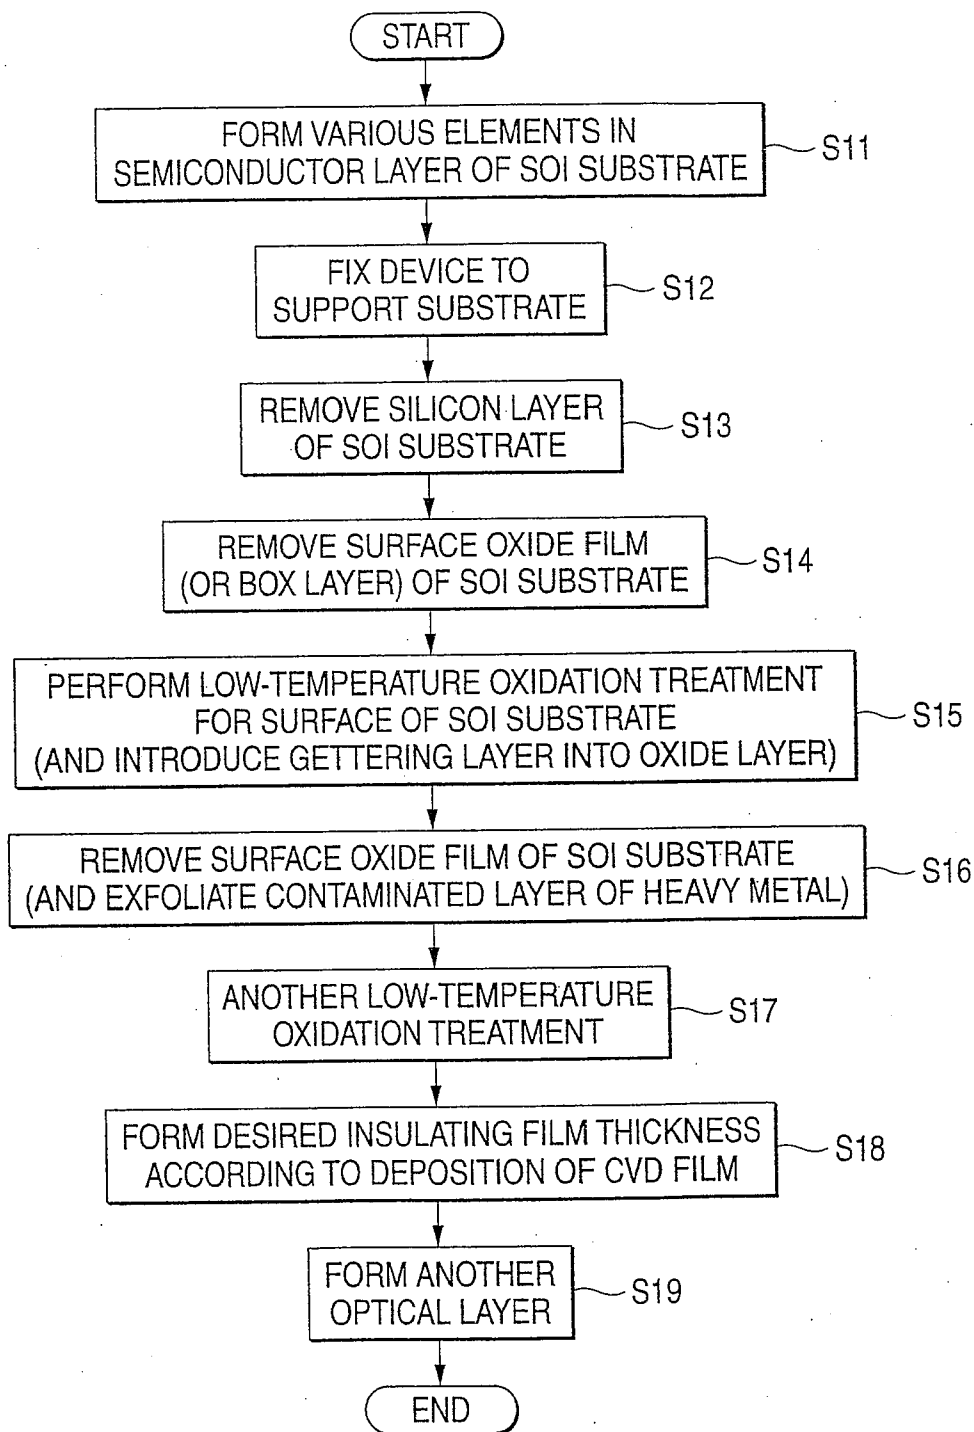 START
FORM VARIOUS ELEMENTS IN
SEMICONDUCTOR LAYER OF SOI SUBSTRATE
S11
FIX DEVICE TO
SUPPORT SUBSTRATE
S12
REMOVE SILICON LAYER
OF SOI SUBSTRATE
S13
REMOVE SURFACE OXIDE FILM
(OR BOX LAYER) OF SOI SUBSTRATE
S14
PERFORM LOW-TEMPERATURE OXIDATION TREATMENT
FOR SURFACE OF SOI SUBSTRATE
(AND INTRODUCE GETTERING LAYER INTO OXIDE LAYER)
S15
REMOVE SURFACE OXIDE FILM OF SOI SUBSTRATE
(AND EXFOLIATE CONTAMINATED LAYER OF HEAVY METAL)
S16
ANOTHER LOW-TEMPERATURE
OXIDATION TREATMENT
S17
FORM DESIRED INSULATING FILM THICKNESS
ACCORDING TO DEPOSITION OF CVD FILM
S18
FORM ANOTHER
OPTICAL LAYER
S19
END